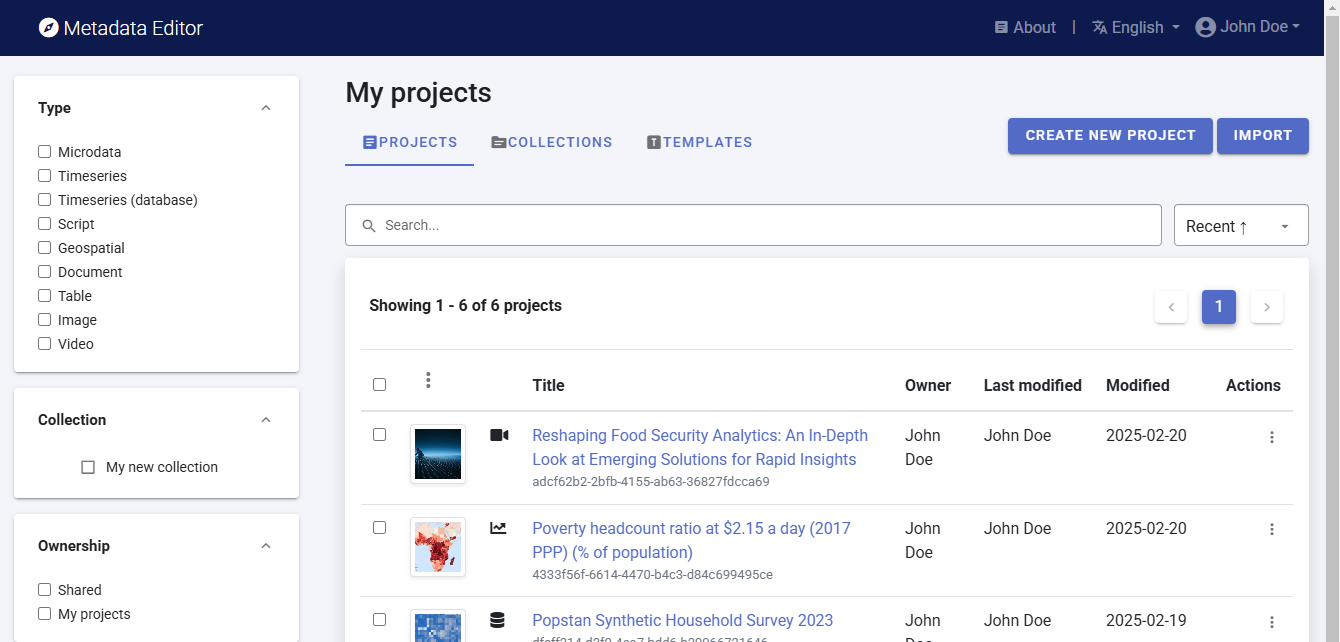 Metadata Editor
About | English John Doe
Type
Microdata
Timeseries
Timeseries (database)
Script
Geospatial
Document
Table
Image
Video
Collection
My new collection
Ownership
Shared
My projects
My projects
PROJECTS COLLECTIONS TEMPLATES
CREATE NEW PROJECT IMPORT
Search... Recent ↑
Showing 1 - 6 of 6 projects
1
Title Owner Last modified Modified Actions
Reshaping Food Security Analytics: An In-Depth
Look at Emerging Solutions for Rapid Insights
adcf62b2-2bfb-4155-ab63-36827fdcca69
John
Doe
John Doe
2025-02-20
Poverty headcount ratio at $2.15 a day (2017
PPP) (% of population)
4333f56f-6614-4470-b4c3-d84c699495ce
John
Doe
John Doe
2025-02-20
Popstan Synthetic Household Survey 2023
John
Doe
John Doe
2025-02-19